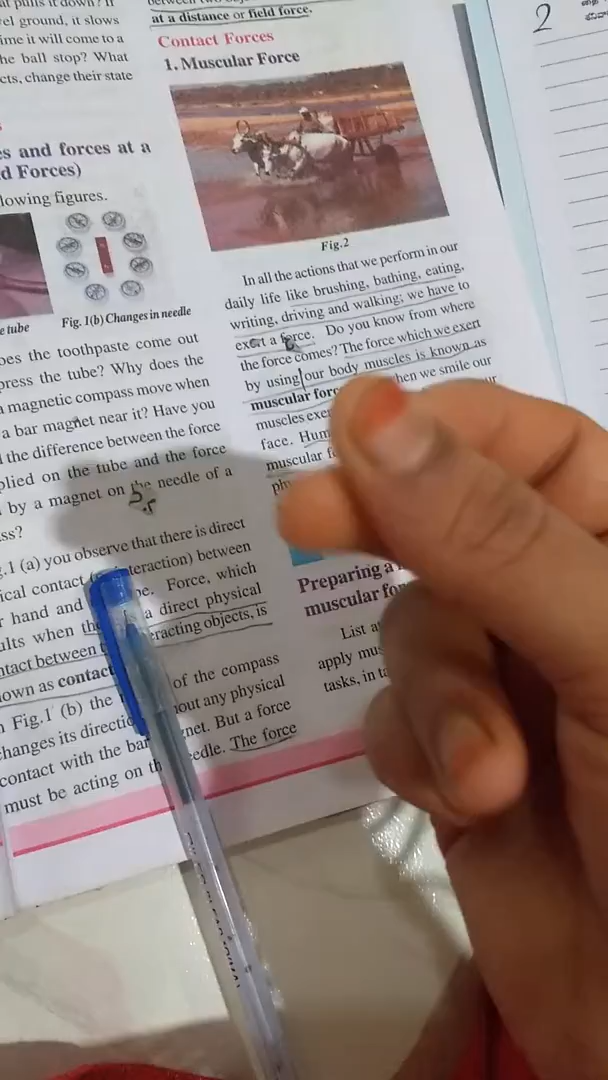 at pulls it down? If
el ground, it slows
ime it will come to a
he ball stop? What
cts, change their state
s and forces at a
d Forces)
lowing figures.
e tube
Fig. 1(b) Changes in needle
oes the toothpaste come out
press the tube? Why does the
a magnetic compass move when
a bar magnet near it? Have you
the difference between the force
plied on the tube and the force
by a magnet on the needle of a
ss?
.1 (a) you observe that there is direct
ical contact (interaction) between
r hand and Force, which
ults when a direct physical
ntact between racting objects, is
own as contact
Fig.1 (b) the of the compass
hanges its directio out any physical
contact with the bar net. But a force
must be acting on th edle. The force
at a distance or field force.
Contact Forces
1. Muscular Force
Fig.2
In all the actions that we perform in our
daily life like brushing, bathing, eating,
writing, driving and walking; we have to
exert a force. Do you know from where
the force comes? The force which we exert
by using our body muscles is known as
muscular forc hen we smile our
muscles exer
face. Hum
muscular f
Preparing a
muscular for
List a
apply mus
tasks, in ta
2